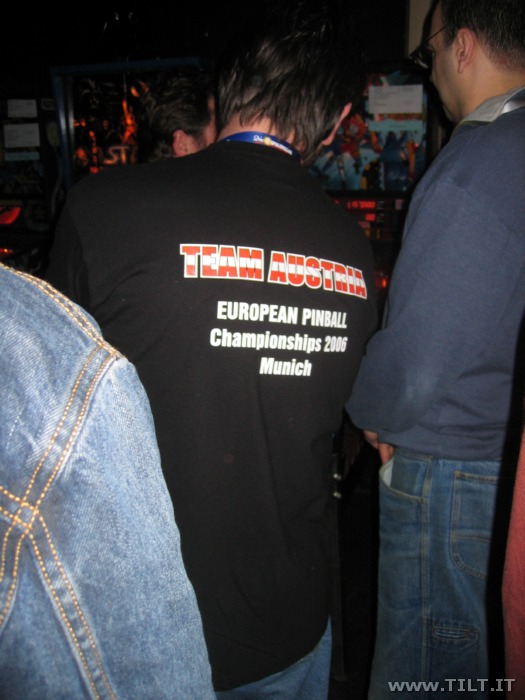 TEAM AUSTRIA
EUROPEAN PINBALL
Championships 2006
Munich
www.TILT.IT